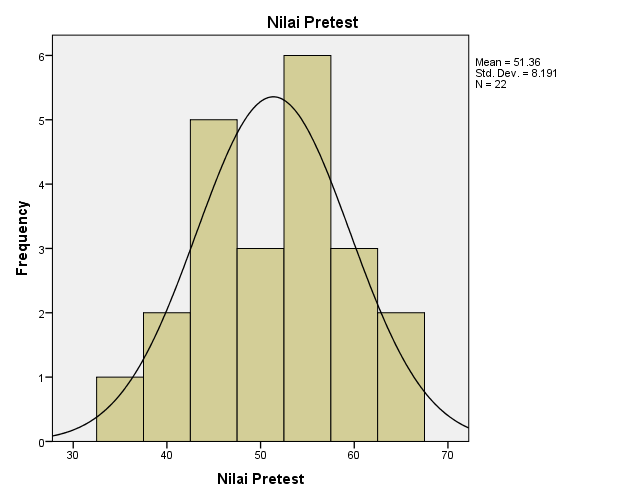 Nilai Pretest
Mean = 51.36
Std. Dev. = 8.191
N = 22
Frequency
6
5
4
3
2
1
0
30 40 50 60 70
Nilai Pretest